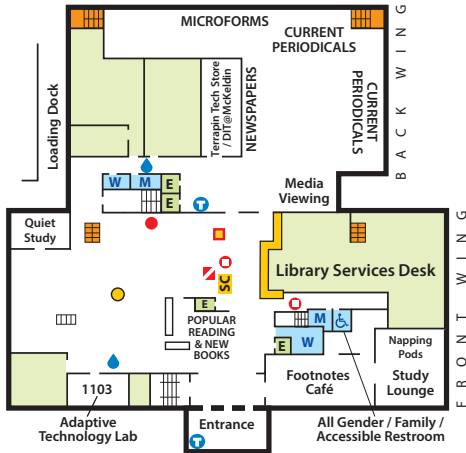 MICROFORMS
CURRENT
PERIODICALS
CURRENT
PERIODICALS
BACK WING
Loading Dock
Terrapin Tech Store
/ DIT@McKeldin
NEWSPAPERS
W
M
E
E
T
Media
Viewing
Quiet
Study
Library Services Desk
SC
E
POPULAR
READING
& NEW
BOOKS
M
W
E
Napping
Pods
Study
Lounge
FRONT WING
Footnotes
Café
1103
Adaptive
Technology Lab
Entrance
T
All Gender / Family /
Accessible Restroom